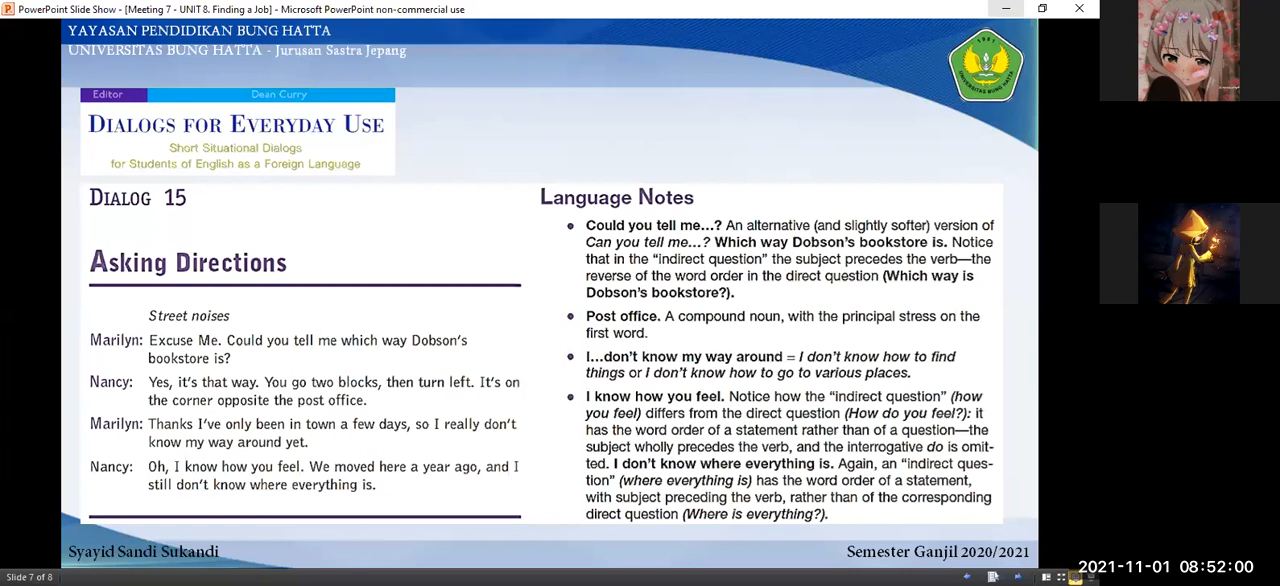 PowerPoint Slide Show - [Meeting 7 - UNIT 8. Finding a Job] - Microsoft PowerPoint non-commercial use
YAYASAN PENDIDIKAN BUNG HATTA
UNIVERSITAS BUNG HATTA - Jurusan Sastra Jepang
Editor
Dean Curry
DIALOGS FOR EVERYDAY USE
Short Situational Dialogs
for Students of English as a Foreign Language
DIALOG 15
Asking Directions
Street noises
Marilyn: Excuse Me. Could you tell me which way Dobson's
bookstore is?
Nancy: Yes, it's that way. You go two blocks, then turn left. It's on
the corner opposite the post office.
Marilyn: Thanks I've only been in town a few days, so I really don't
know my way around yet.
Nancy: Oh, I know how you feel. We moved here a year ago, and I
still don't know where everything is.
Language Notes
• Could you tell me...? An alternative (and slightly softer) version of
Can you tell me...? Which way Dobson's bookstore is. Notice
that in the "indirect question" the subject precedes the verb—the
reverse of the word order in the direct question (Which way is
Dobson's bookstore?).
• Post office. A compound noun, with the principal stress on the
first word.
• I...don't know my way around = I don't know how to find
things or I don't know how to go to various places.
• I know how you feel. Notice how the "indirect question" (how
you feel) differs from the direct question (How do you feel?): it
has the word order of a statement rather than of a question—the
subject wholly precedes the verb, and the interrogative do is omit-
ted. I don't know where everything is. Again, an "indirect ques-
tion" (where everything is) has the word order of a statement,
with subject preceding the verb, rather than of the corresponding
direct question (Where is everything?).
Syayid Sandi Sukandi
Semester Ganjil 2020/2021
Slide 7 of 8
2021-11-01 08:52:00